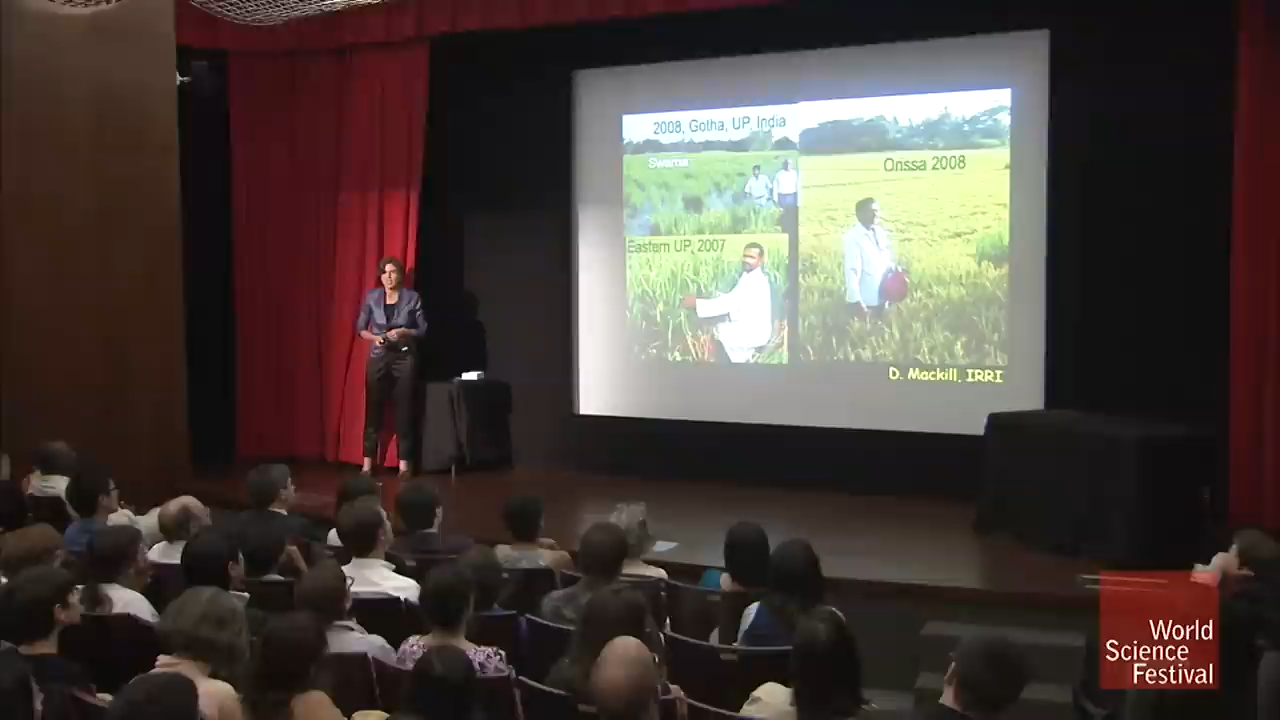 2008, Gotha, UP, India
Swarna
Orissa 2008
Eastern UP, 2007
D. Mackill, IRRI
World
Science
Festival